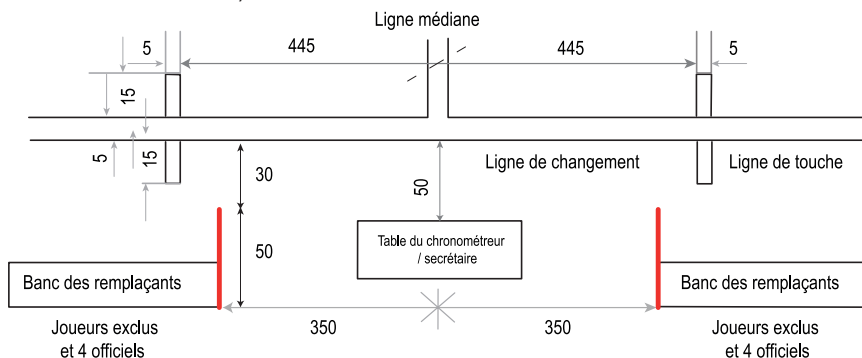 Ligne médiane
5
445
445
5
15
5
15
30
Ligne de changement
Ligne de touche
50
50
Table du chronométreur
/ secrétaire
Banc des remplaçants
Banc des remplaçants
350
350
Joueurs exclus
et 4 officiels
Joueurs exclus
et 4 officiels